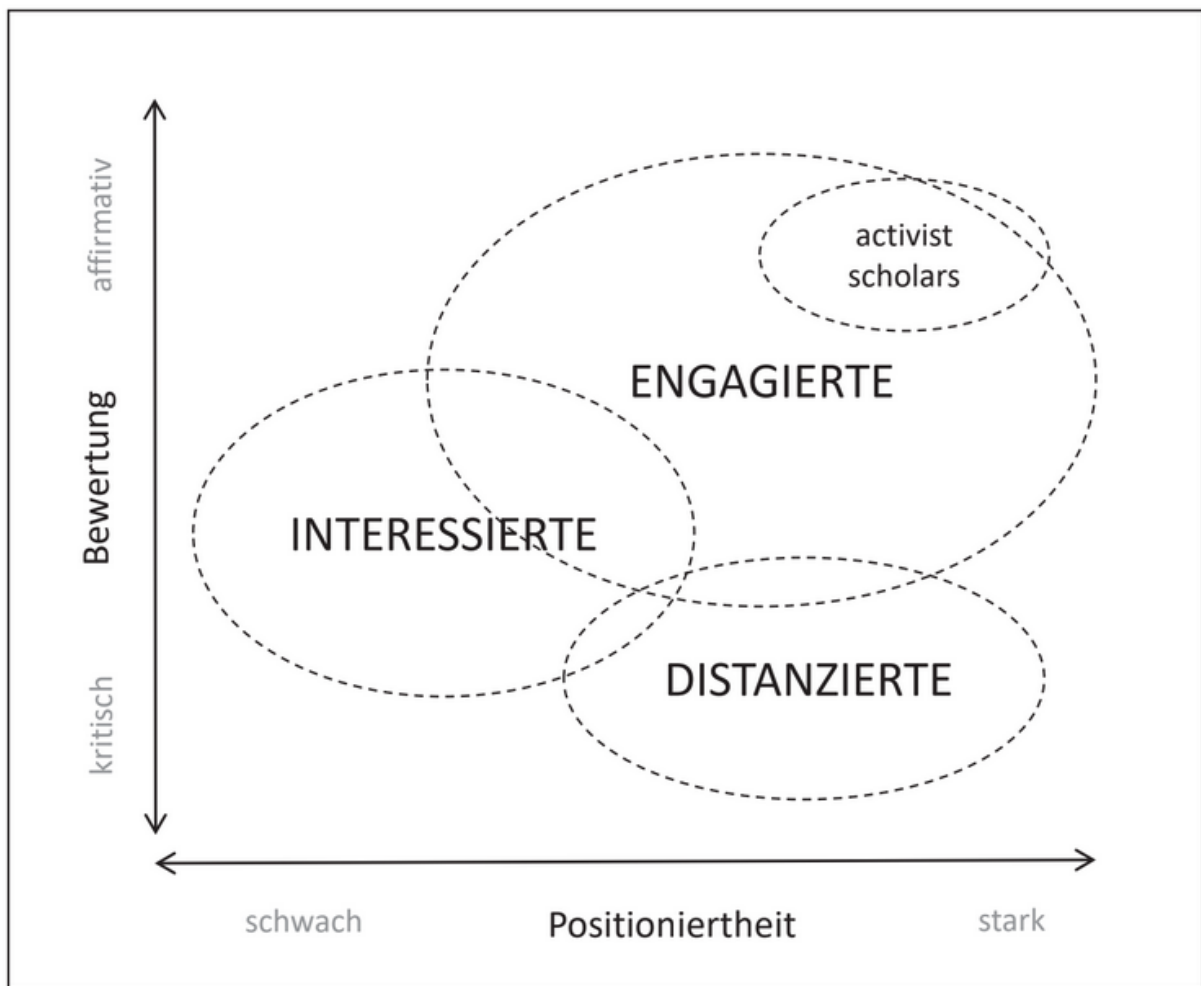 affirmativ
activist
scholars
ENGAGIERTE
Bewertung
INTERESSIERTE
DISTANZIERTE
kritisch
schwach
Positioniertheit
stark